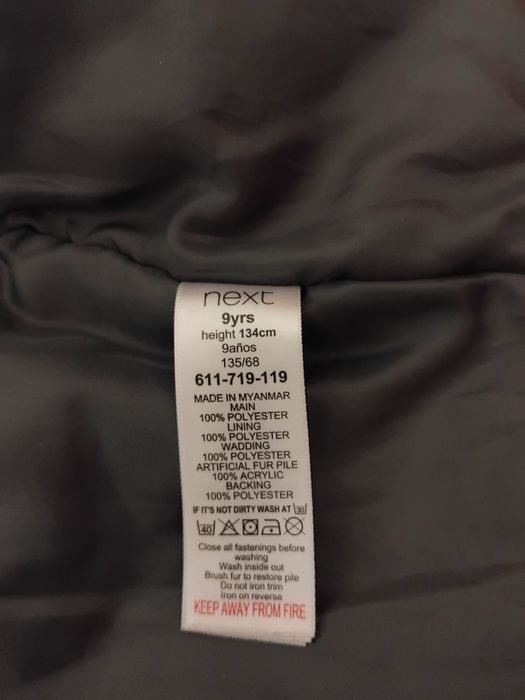 next
9yrs
height 134cm
9años
135/68
611-719-119
MADE IN MYANMAR
MAIN
100% POLYESTER
LINING
100% POLYESTER
WADDING
100% POLYESTER
ARTIFICIAL FUR PILE
100% ACRYLIC
BACKING
100% POLYESTER
IF IT'S NOT DIRTY WASH AT 30
40
Close all fastenings before
washing
Wash inside out
Brush fur to restore pile
Do not iron trim
Iron on reverse
KEEP AWAY FROM FIRE